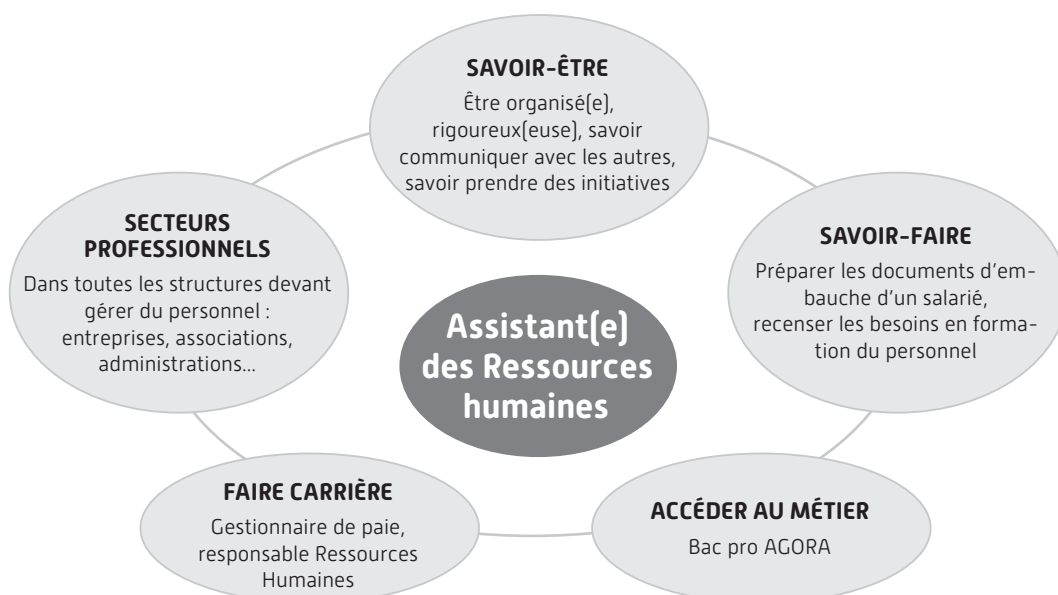 SAVOIR-ÊTRE
Être organisé(e),
rigoureux(euse), savoir
communiquer avec les autres,
savoir prendre des initiatives
SECTEURS
PROFESSIONNELS
Dans toutes les structures devant
gérer du personnel :
entreprises, associations,
administrations...
SAVOIR-FAIRE
Préparer les documents d'em-
bauche d'un salarié,
recenser les besoins en forma-
tion du personnel
Assistant(e)
des Ressources
humaines
FAIRE CARRIÈRE
Gestionnaire de paie,
responsable Ressources
Humaines
ACCÉDER AU MÉTIER
Bac pro AGORA